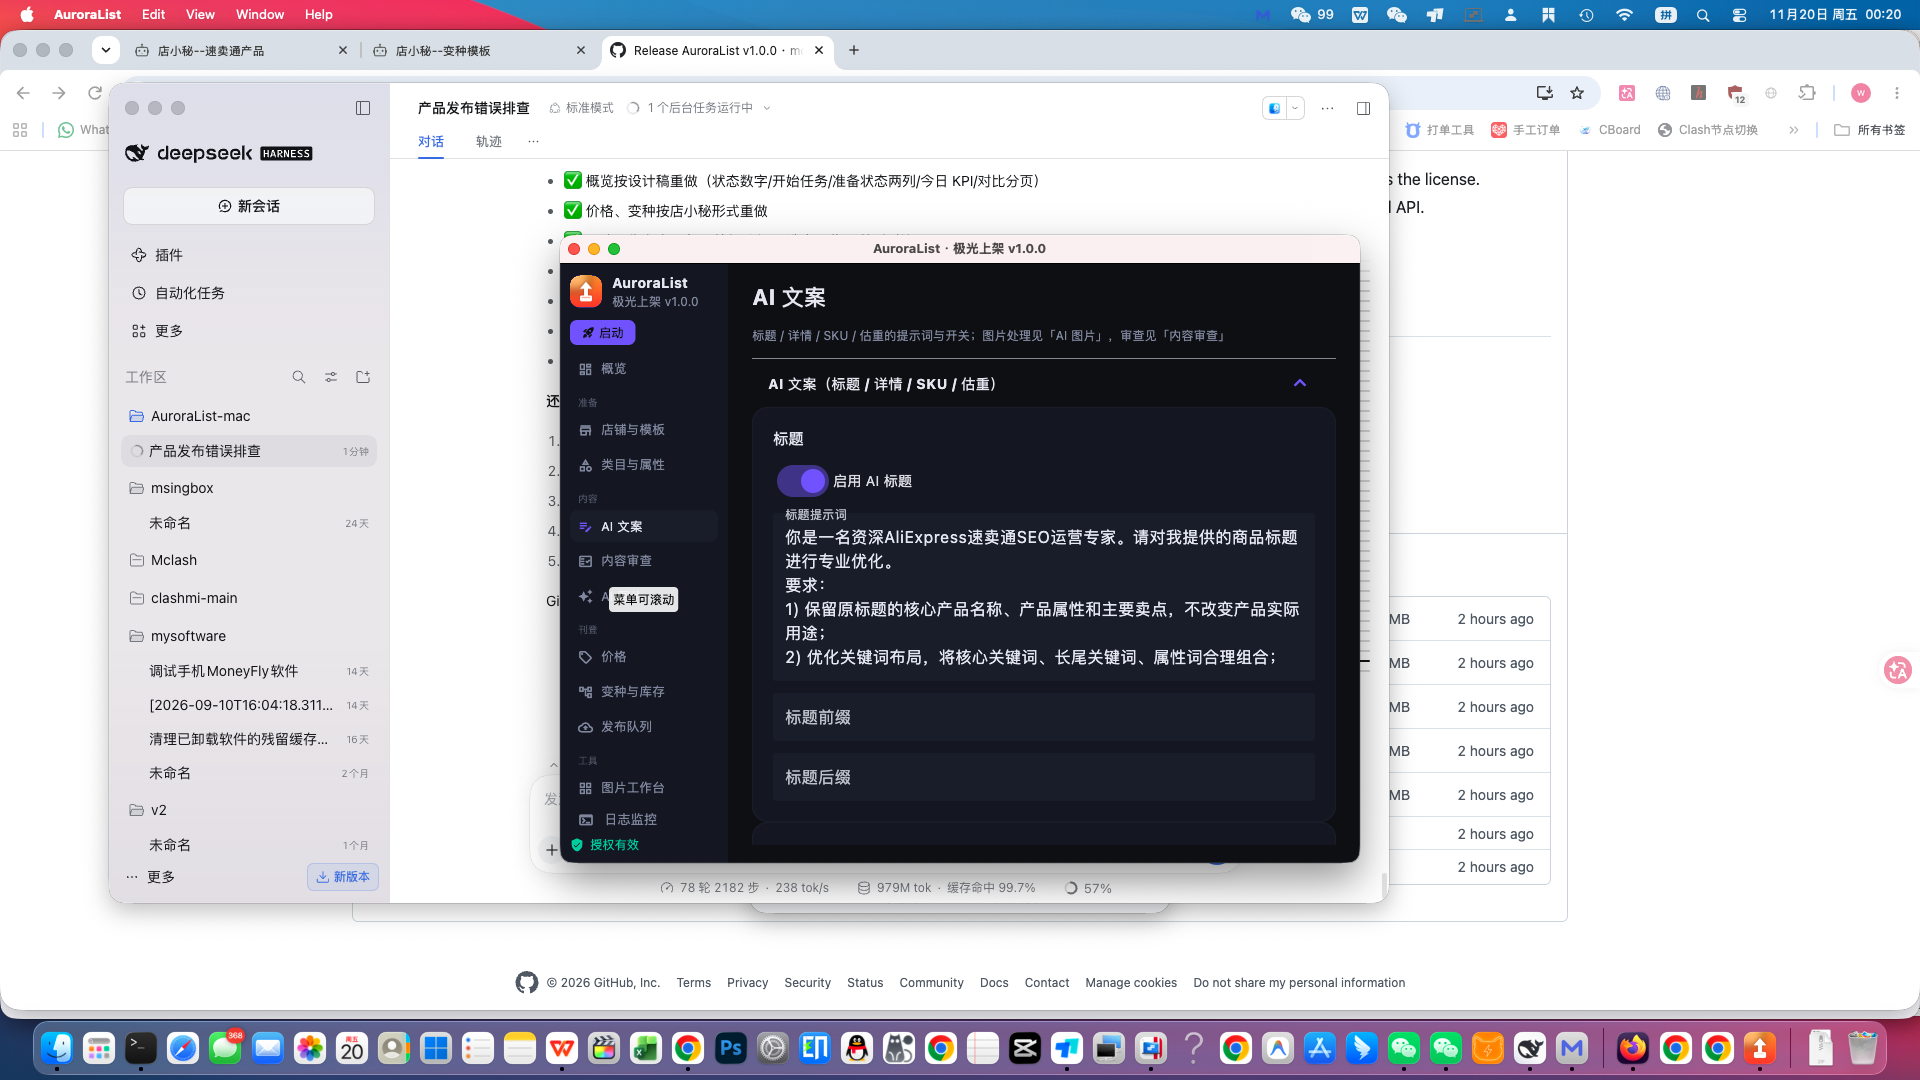 AuroraList Edit View Window Help
99
拼
11月20日 周五 00:20
店小秘--速卖通产品
店小秘--变种模板
Release AuroraList v1.0.0 · m
12
W
What
打单工具
手工订单
CBoard
Clash节点切换
所有书签
deepseek HARNESS
新会话
插件
自动化任务
更多
工作区
AuroraList-mac
产品发布错误排查 1分钟
msingbox
未命名 24天
Mclash
clashmi-main
mysoftware
调试手机MoneyFly软件 14天
[2026-09-10T16:04:18.311... 14天
清理已卸载软件的残留缓存... 16天
未命名 2个月
v2
未命名 1个月
更多
新版本
产品发布错误排查
标准模式
1 个后台任务运行中
对话
轨迹
概览按设计稿重做（状态数字/开始任务/准备状态两列/今日 KPI/对比分页）
价格、变种按店小秘形式重做
还
1.
2.
3.
4.
5.
Gi
发
78 轮 2182 步 · 238 tok/s
979M tok · 缓存命中 99.7%
57%
AuroraList · 极光上架 v1.0.0
AuroraList
极光上架 v1.0.0
启动
概览
准备
店铺与模板
类目与属性
内容
AI 文案
内容审查
A
菜单可滚动
刊登
价格
变种与库存
发布队列
工具
图片工作台
日志监控
授权有效
AI 文案
标题 / 详情 / SKU / 估重的提示词与开关；图片处理见「AI 图片」，审查见「内容审查」
AI 文案（标题 / 详情 / SKU / 估重）
标题
启用 AI 标题
标题提示词
你是一名资深AliExpress速卖通SEO运营专家。请对我提供的商品标题
进行专业优化。
要求：
1) 保留原标题的核心产品名称、产品属性和主要卖点，不改变产品实际
用途；
2) 优化关键词布局，将核心关键词、长尾关键词、属性词合理组合；
标题前缀
标题后缀
s the license.
API.
MB 2 hours ago
MB 2 hours ago
MB 2 hours ago
MB 2 hours ago
MB 2 hours ago
2 hours ago
2 hours ago
© 2026 GitHub, Inc. Terms Privacy Security Status Community Docs Contact Manage cookies Do not share my personal information
368
周五
20
Ps